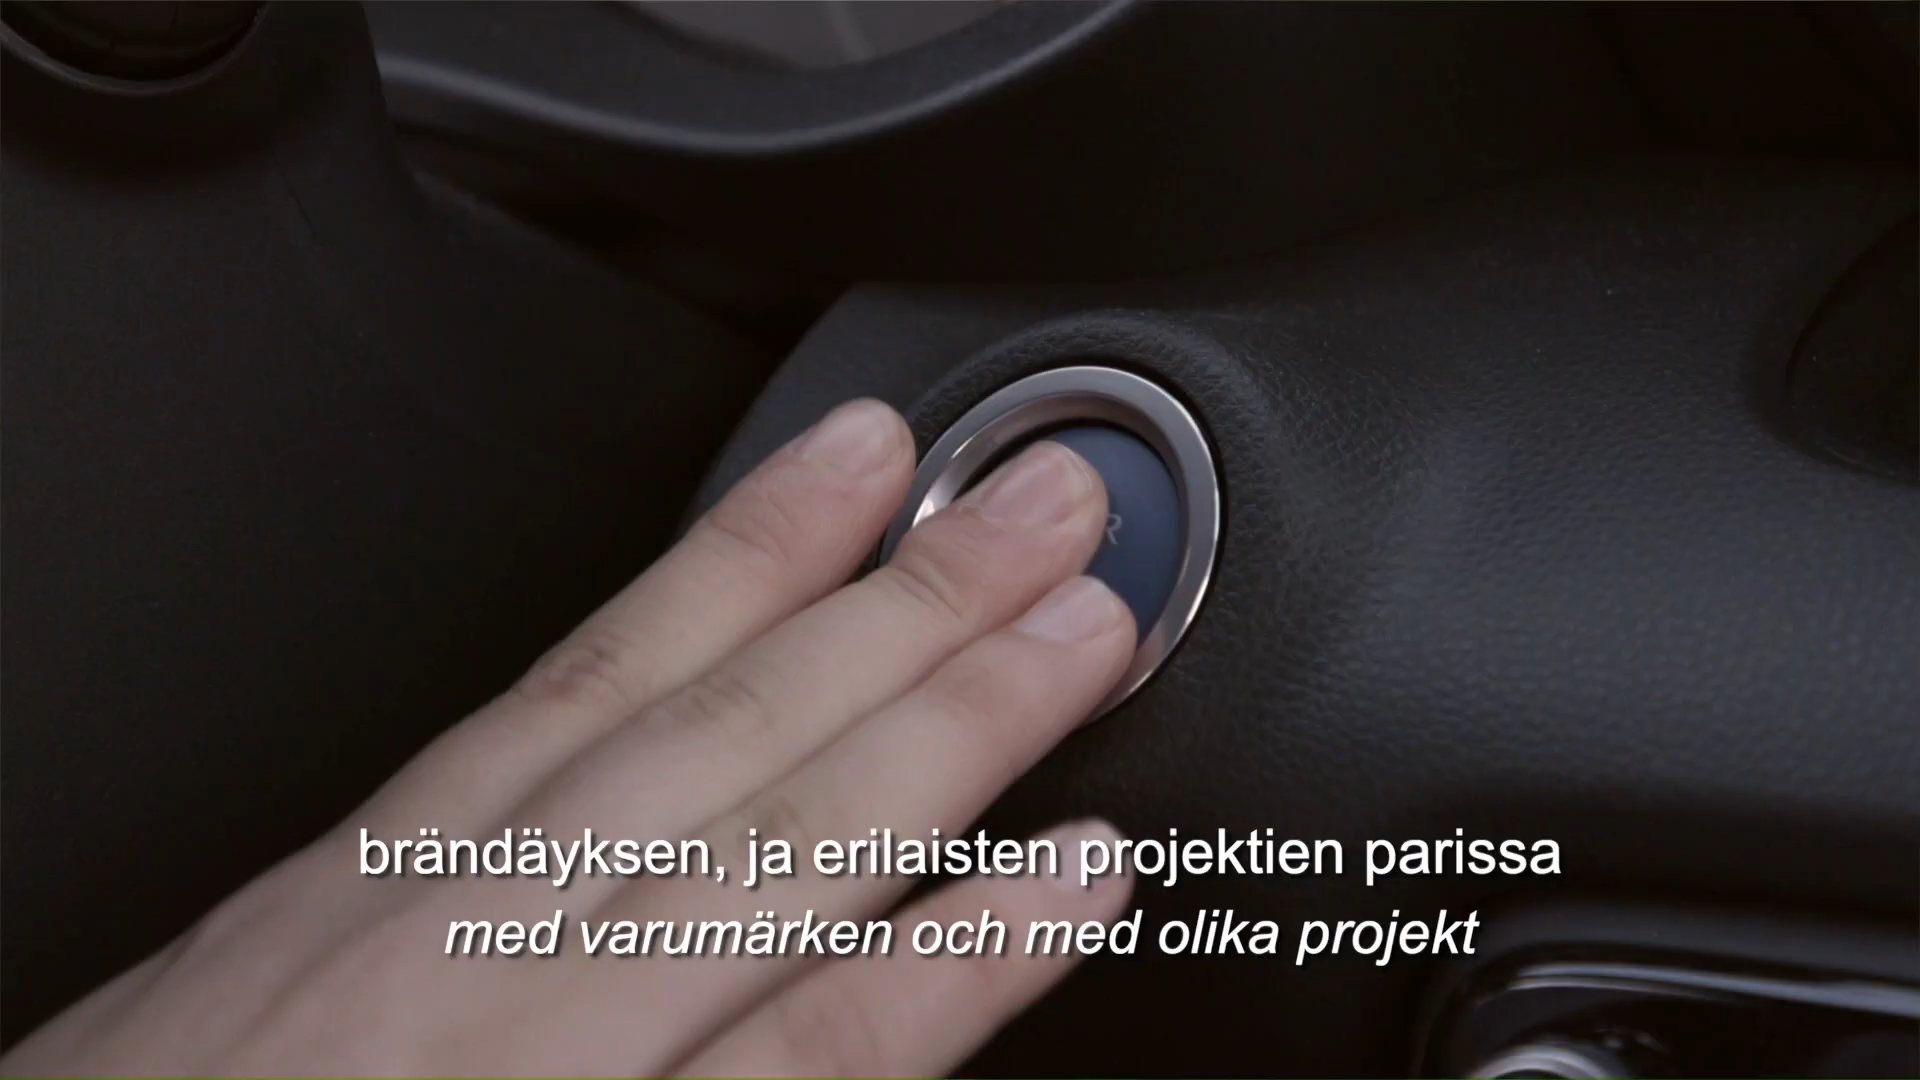 R
brändäyksen, ja erilaisten projektien parissa
med varumärken och med olika projekt